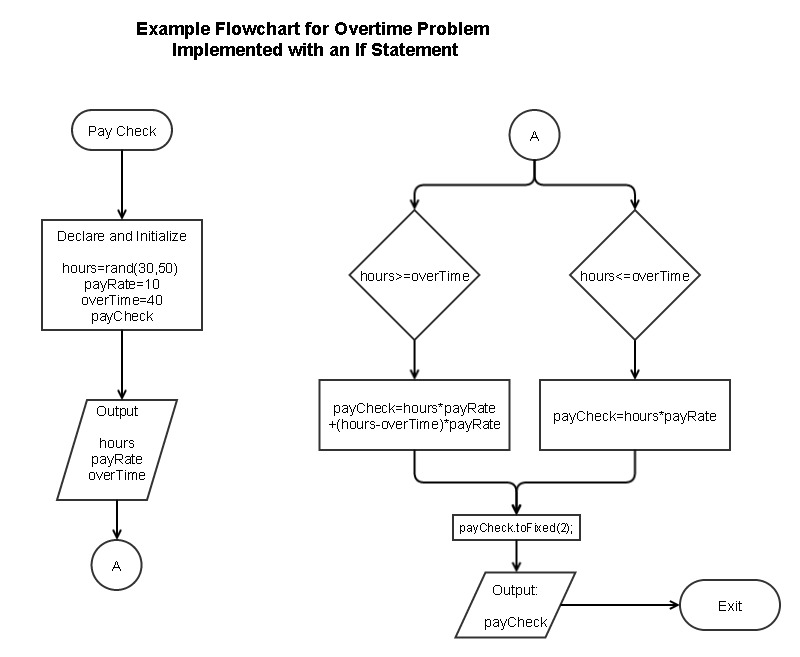 Example Flowchart for Overtime Problem
Implemented with an If Statement
Pay Check
Declare and Initialize
hours=rand(30,50)
payRate=10
overTime=40
payCheck
Output
hours
payRate
overTime
A
A
hours>=overTime
hours<=overTime
payCheck=hours*payRate
+(hours-overTime)*payRate
payCheck=hours*payRate
payCheck.toFixed(2);
Output:
payCheck
Exit